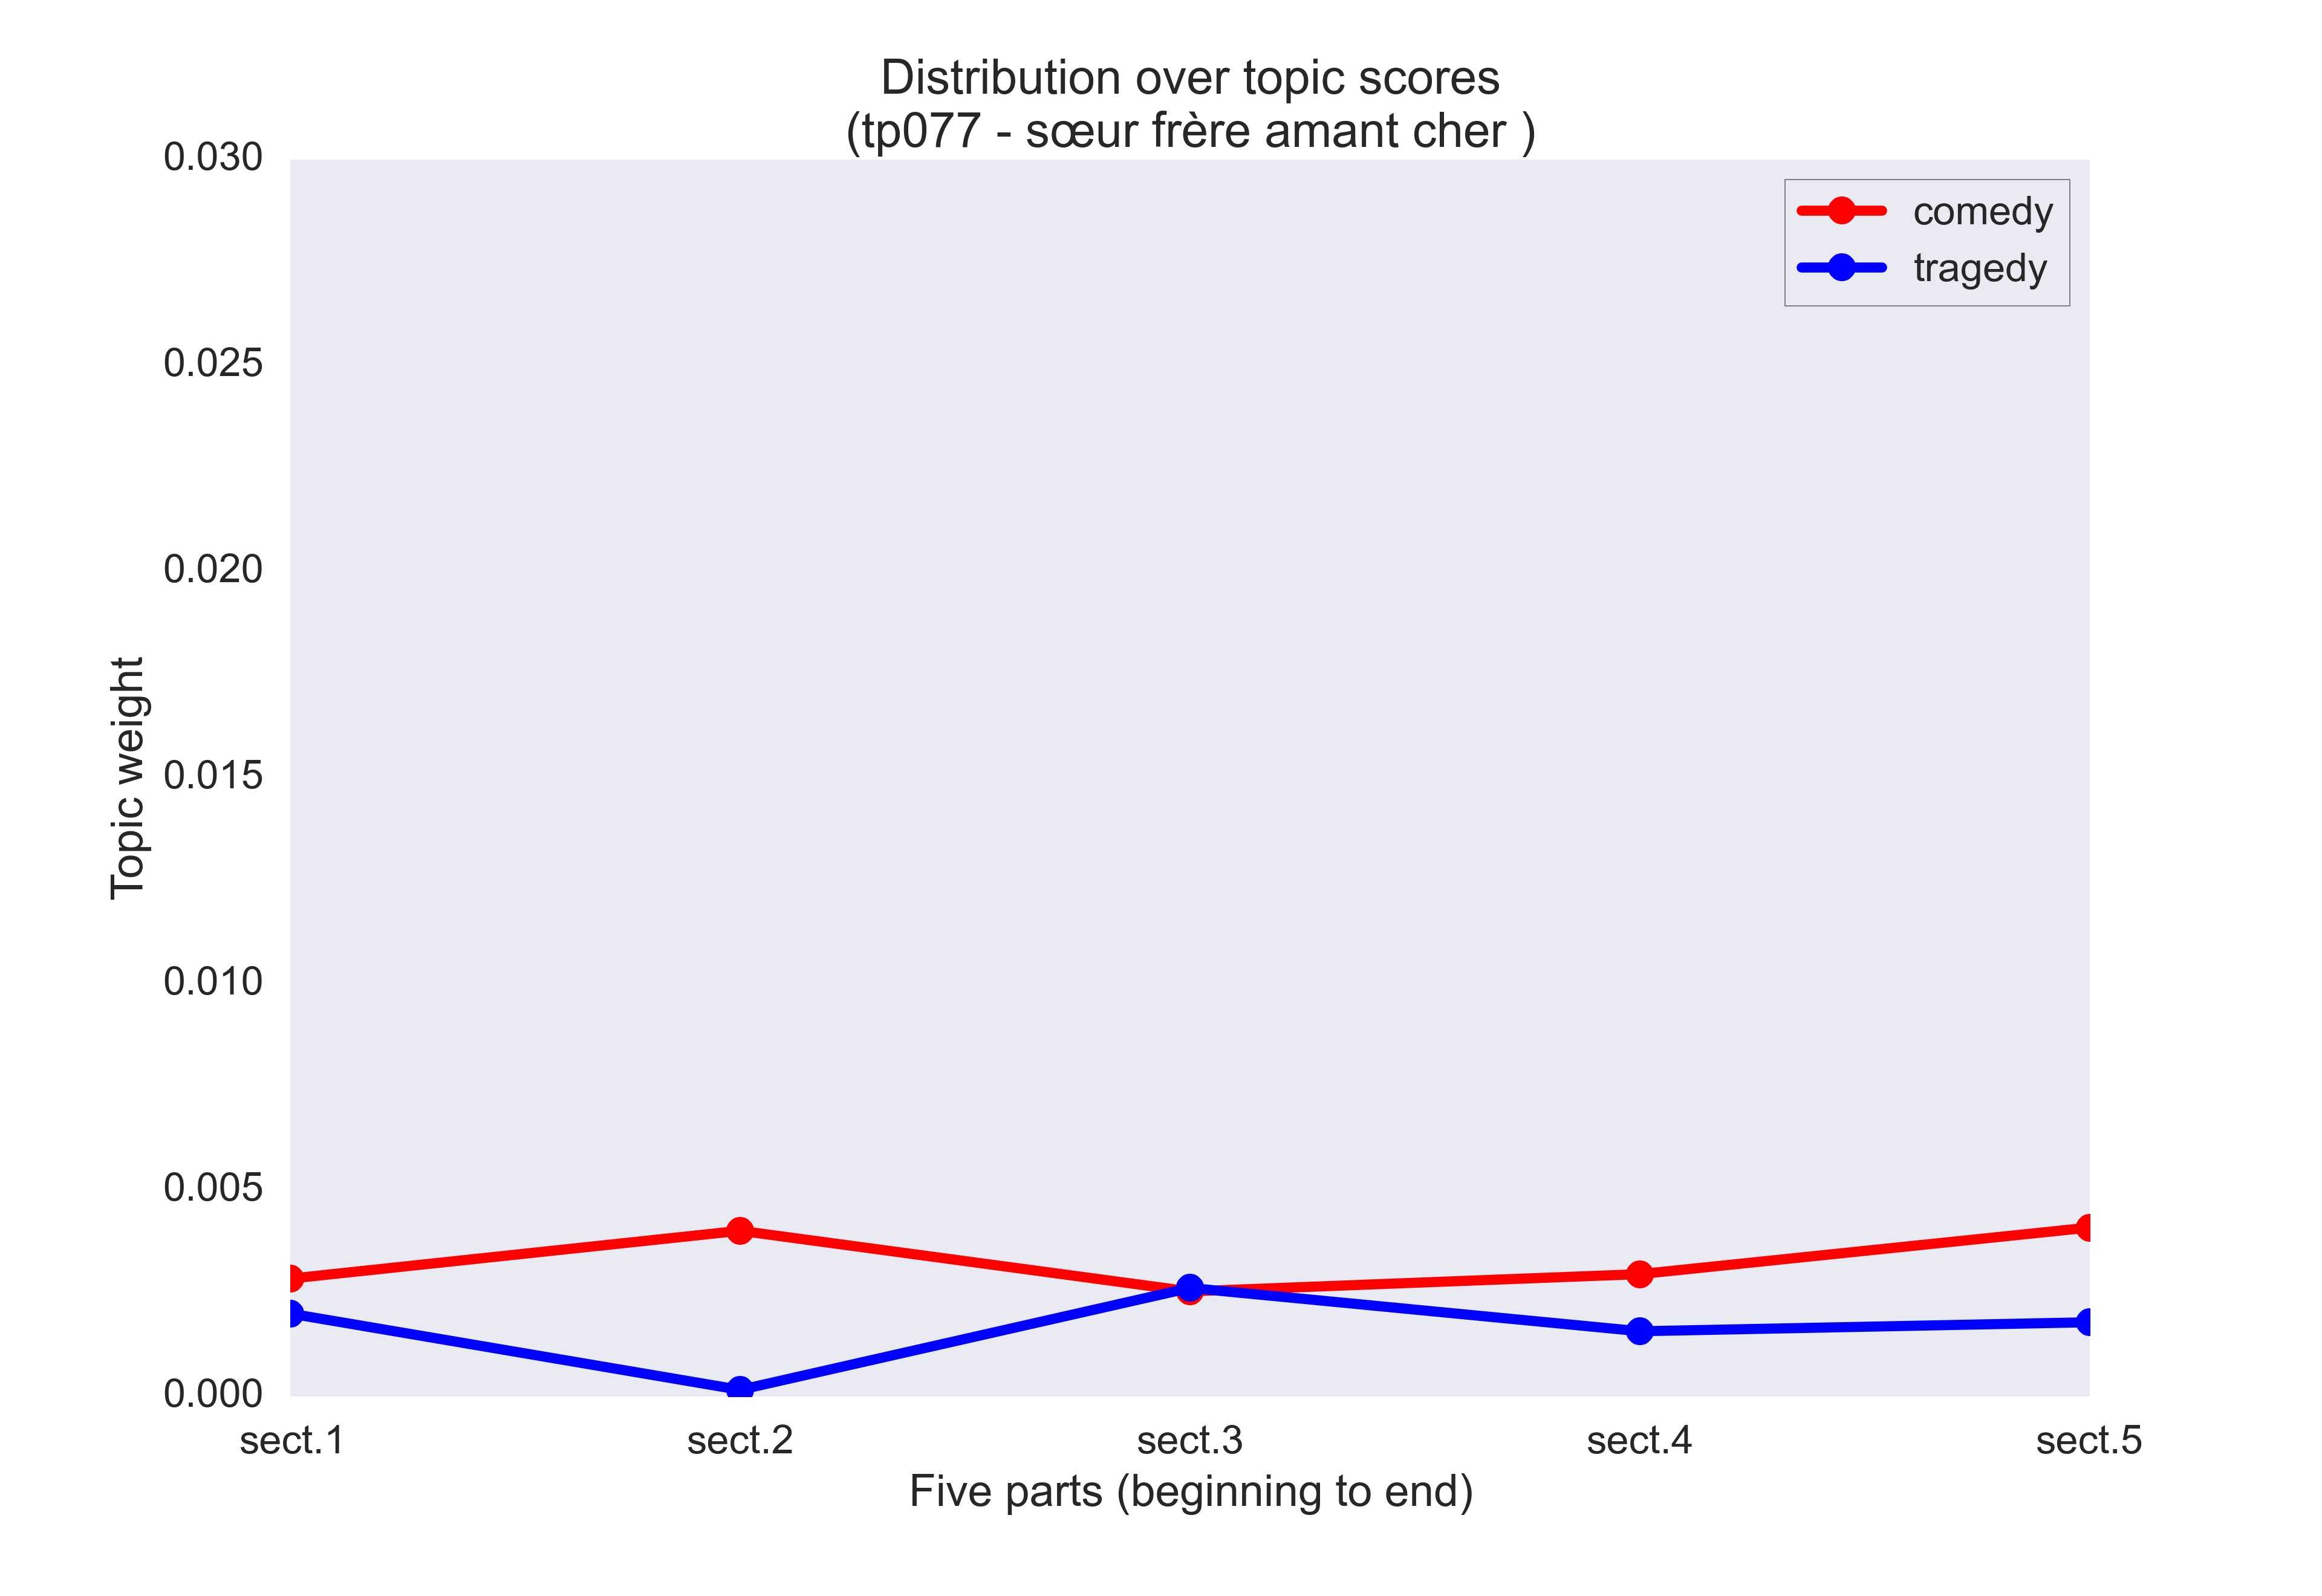 Distribution over topic scores
(tp077 - sœur frère amant cher )
0.030
0.025
0.020
0.015
0.010
0.005
0.000
Topic weight
comedy
tragedy
sect.1 sect.2 sect.3 sect.4 sect.5
Five parts (beginning to end)